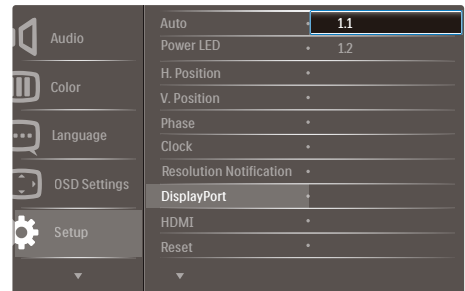 Audio
Color
Language
OSD Settings
Setup
Auto
Power LED
H. Position
V. Position
Phase
Clock
Resolution Notification
DisplayPort
HDMI
Reset
1.1
1.2